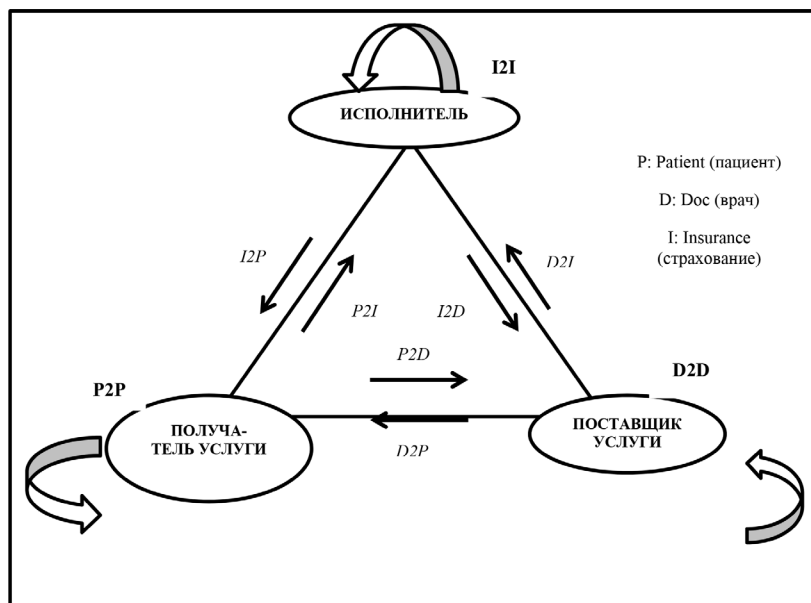 I2I
ИСПОЛНИТЕЛЬ
P: Patient (пациент)
D: Doc (врач)
I: Insurance
(страхование)
I2P
D2I
P2I
I2D
P2D
P2P
D2D
ПОЛУЧА-
ТЕЛЬ УСЛУГИ
ПОСТАВЩИК
УСЛУГИ
D2P